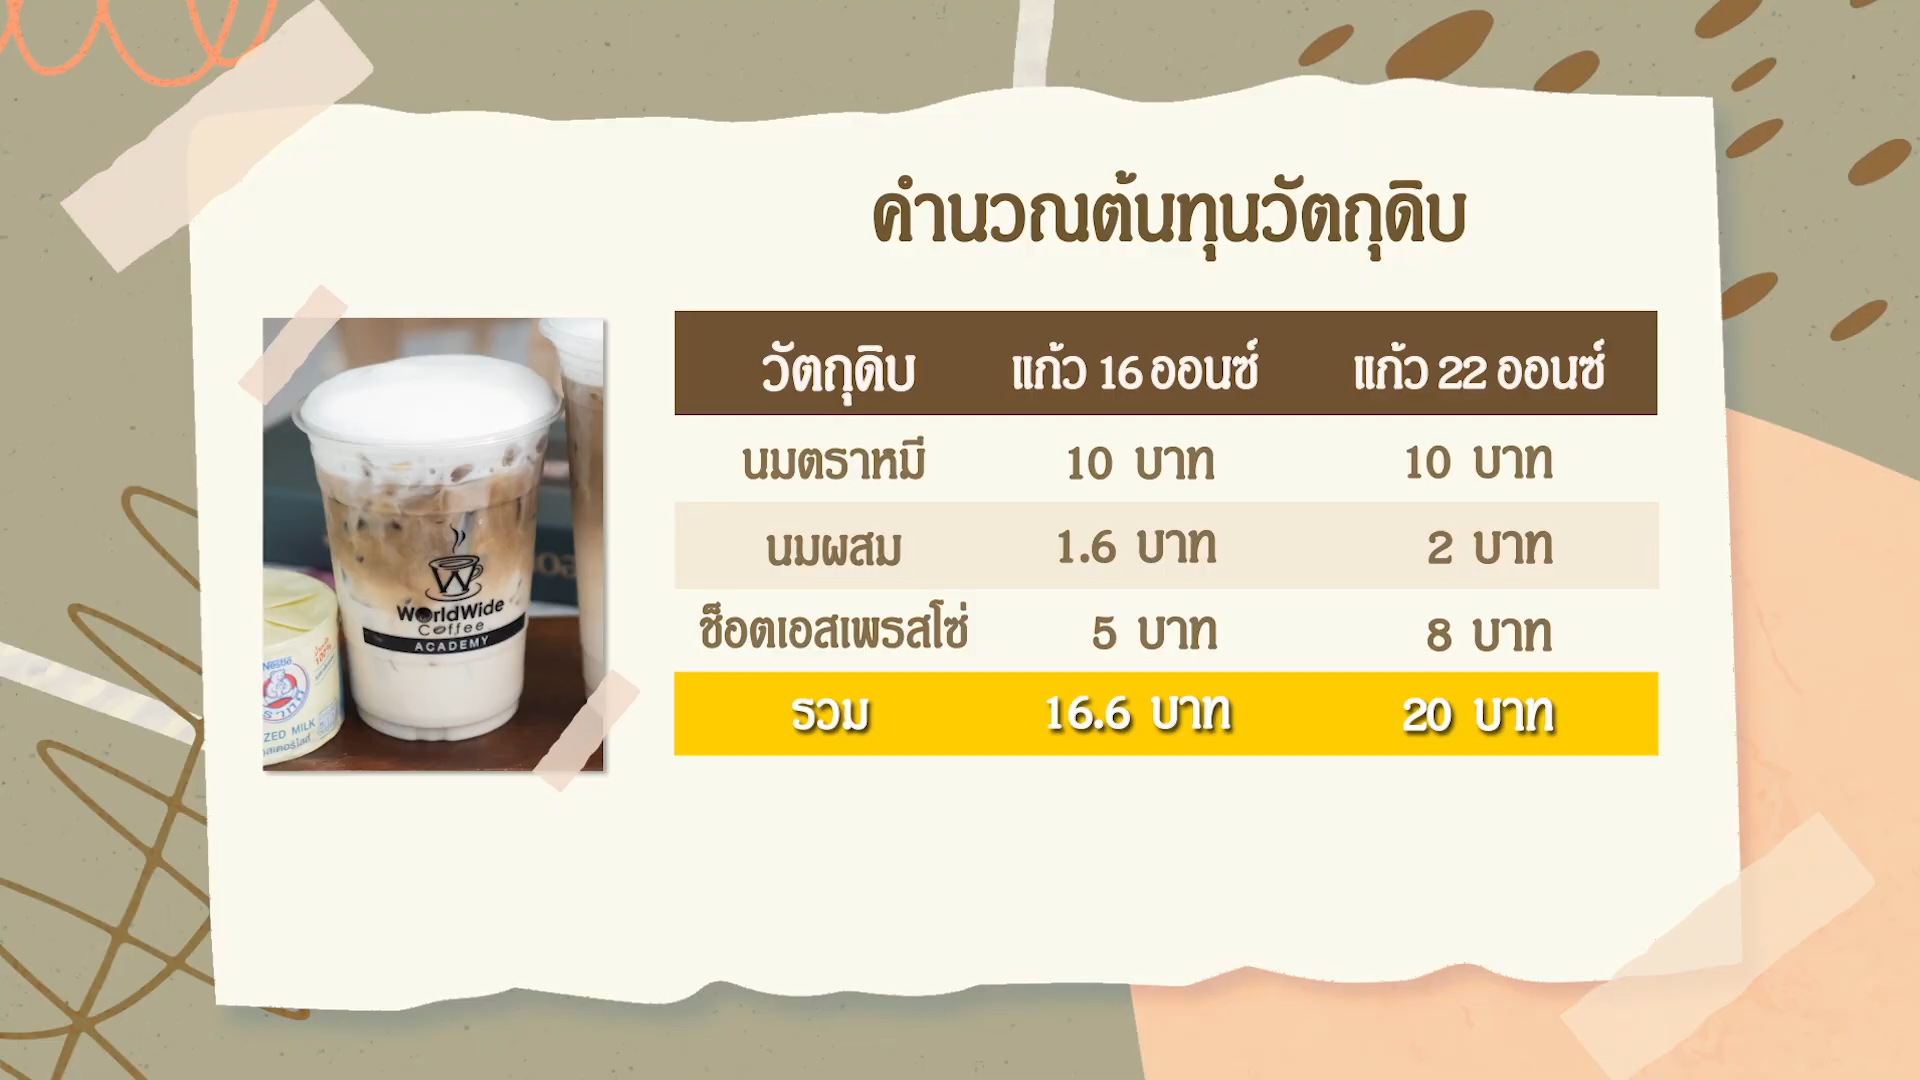 คำนวณต้นทุนวัตถุดิบ
วัตถุดิบ แก้ว 16 ออนซ์ แก้ว 22 ออนซ์
นมตราหมี 10 บาท 10 บาท
นมผสม 1.6 บาท 2 บาท
ช็อตเอสเพรสโซ่ 5 บาท 8 บาท
รวม 16.6 บาท 20 บาท
W
WorldWide
Coffee
ACADEMY
Nestlé
100%
ZED MILK